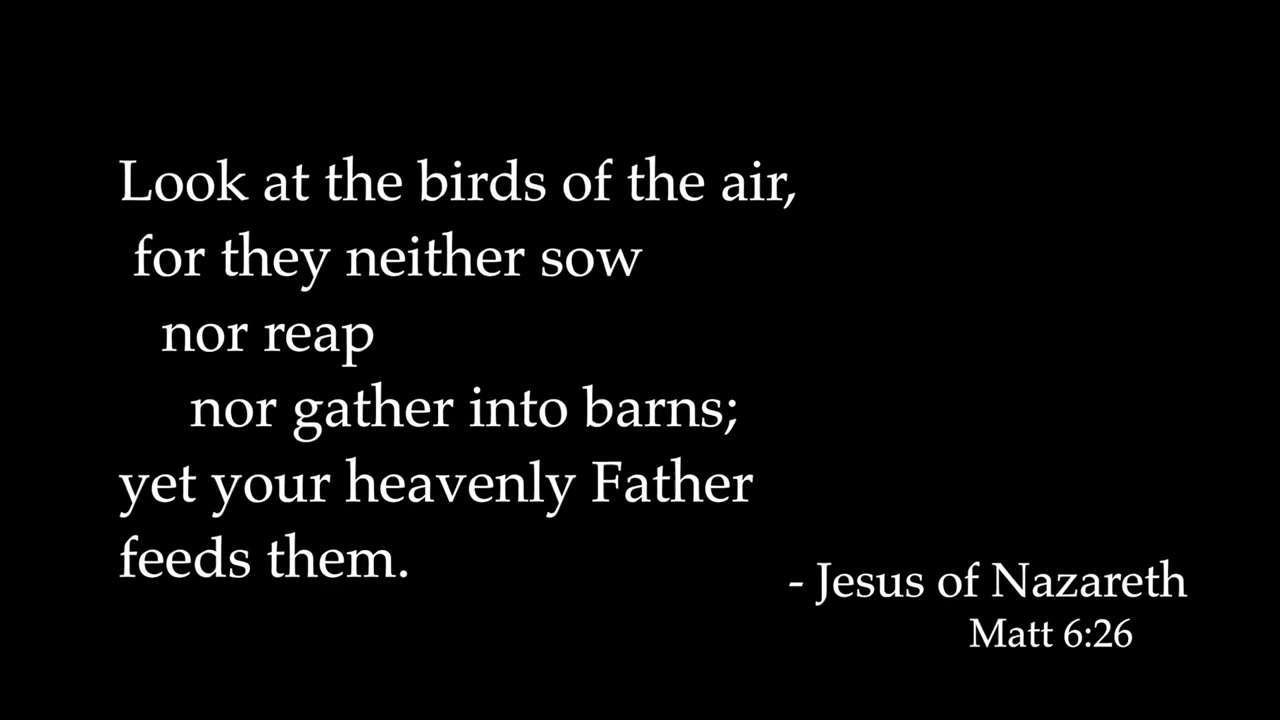 Look at the birds of the air,
for they neither sow
nor reap
nor gather into barns;
yet your heavenly Father
feeds them.
- Jesus of Nazareth
Matt 6:26